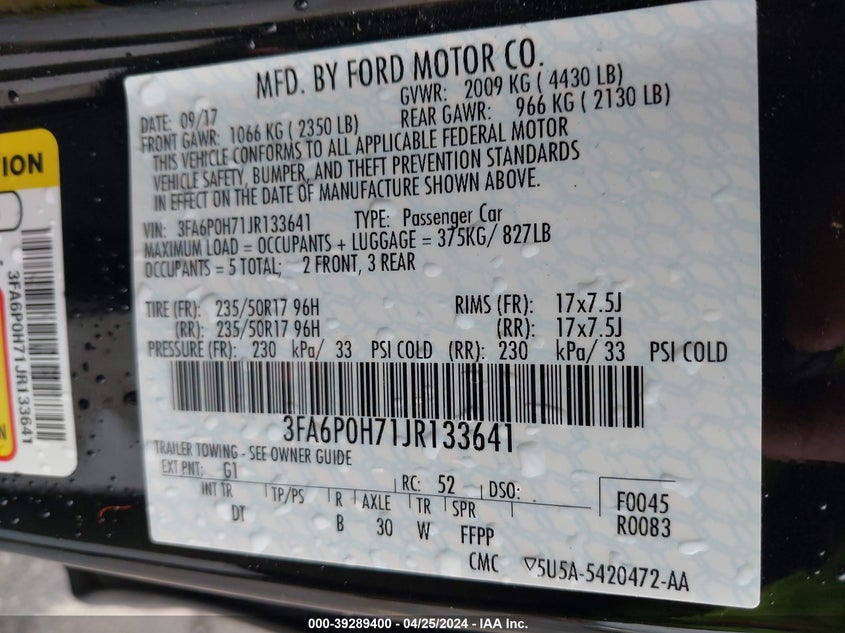 MFD. BY FORD MOTOR CO.
DATE: 09/17 GVWR: 2009 KG ( 4430 LB)
FRONT GAWR: 1066 KG ( 2350 LB) REAR GAWR: 966 KG ( 2130 LB)
THIS VEHICLE CONFORMS TO ALL APPLICABLE FEDERAL MOTOR
VEHICLE SAFETY, BUMPER, AND THEFT PREVENTION STANDARDS
IN EFFECT ON THE DATE OF MANUFACTURE SHOWN ABOVE.
VIN: 3FA6P0H71JR133641 TYPE: Passenger Car
MAXIMUM LOAD = OCCUPANTS + LUGGAGE = 375KG/ 827LB
OCCUPANTS = 5 TOTAL; 2 FRONT, 3 REAR
TIRE (FR): 235/50R17 96H RIMS (FR): 17x7.5J
(RR): 235/50R17 96H (RR): 17x7.5J
PRESSURE (FR): 230 kPa/ 33 PSI COLD (RR): 230 kPa/ 33 PSI COLD
3FA6P0H71JR133641
TRAILER TOWING - SEE OWNER GUIDE
EXT PNT: G1 RC: 52 DSO:
INT TR TP/PS R AXLE TR SPR F0045
DT B 30 W FFPP R0083
CMC ▽5U5A-5420472-AA
TION
3FA6P0H71JR133641
N
000-39289400 - 04/25/2024 - IAA Inc.